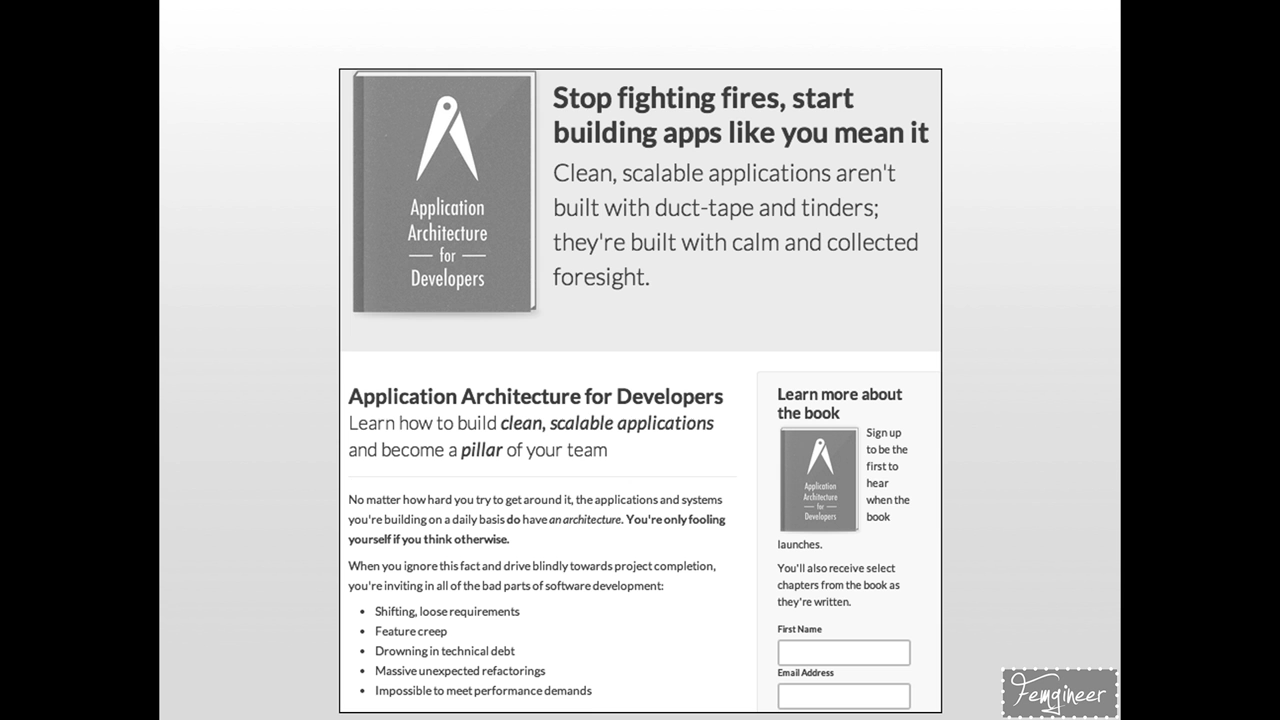 Application
Architecture
for
Developers
Stop fighting fires, start
building apps like you mean it
Clean, scalable applications aren't
built with duct-tape and tinders;
they're built with calm and collected
foresight.
Application Architecture for Developers
Learn how to build clean, scalable applications
and become a pillar of your team
No matter how hard you try to get around it, the applications and systems
you're building on a daily basis do have an architecture. You're only fooling
yourself if you think otherwise.
When you ignore this fact and drive blindly towards project completion,
you're inviting in all of the bad parts of software development:
• Shifting, loose requirements
• Feature creep
• Drowning in technical debt
• Massive unexpected refactorings
• Impossible to meet performance demands
Learn more about
the book
Application
Architecture
for
Developers
Sign up
to be the
first to
hear
when the
book
launches.
You'll also receive select
chapters from the book as
they're written.
First Name
Email Address
Femgineer